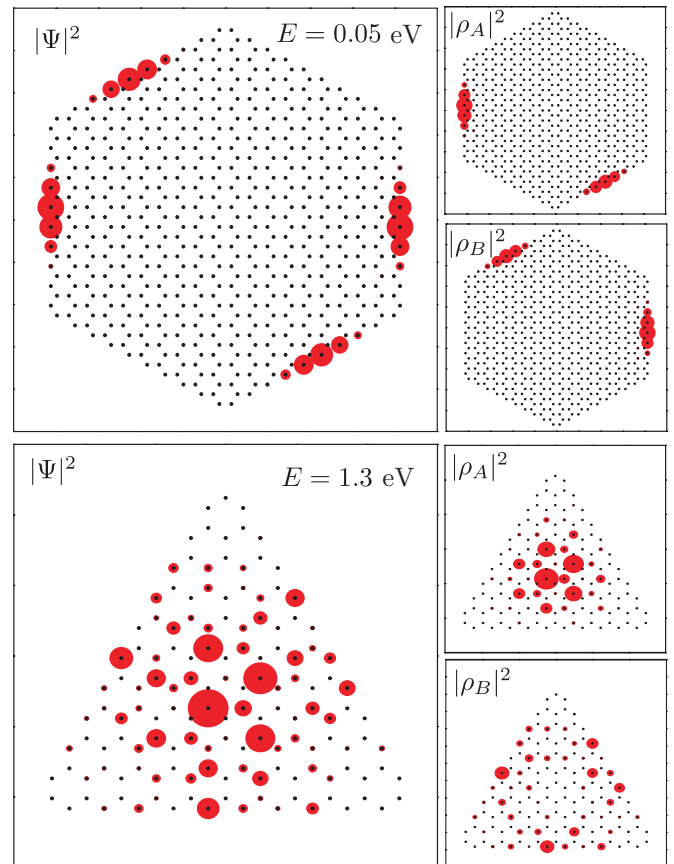 |Ψ|² E = 0.05 eV
|ρ_A|²
|ρ_B|²
|Ψ|² E = 1.3 eV
|ρ_A|²
|ρ_B|²